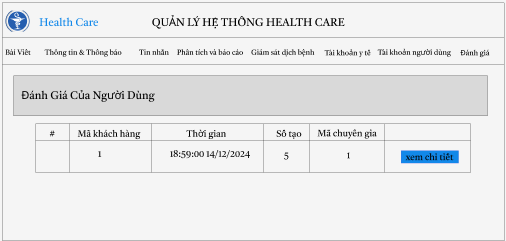 Health Care QUẢN LÝ HỆ THỐNG HEALTH CARE
Bài Viết Thông tin & Thông báo Tin nhắn Phân tích và báo cáo Giám sát dịch bệnh Tài khoản y tế Tài khoản người dùng Đánh giá
Đánh Giá Của Người Dùng
# Mã khách hàng Thời gian Số tạo Mã chuyên gia
1 18:59:00 14/12/2024 5 1 xem chi tiết